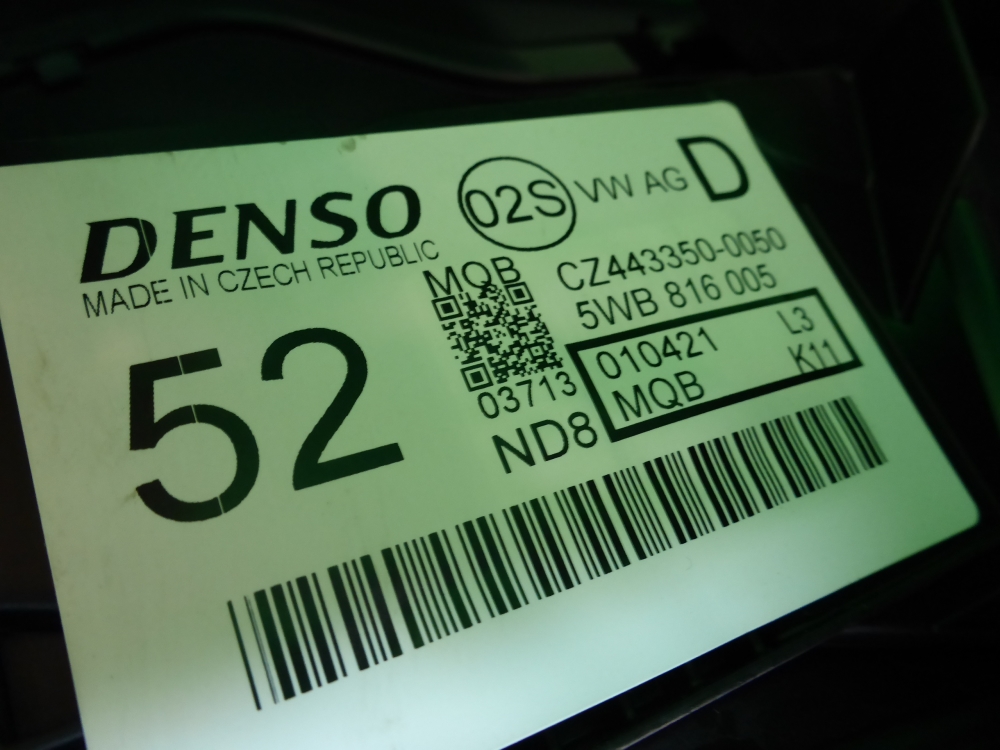 DENSO
MADE IN CZECH REPUBLIC
02S
VW AG
D
MQB
CZ443350-0050
5WB 816 005
52
03713
ND8
010421 L3
MQB K11